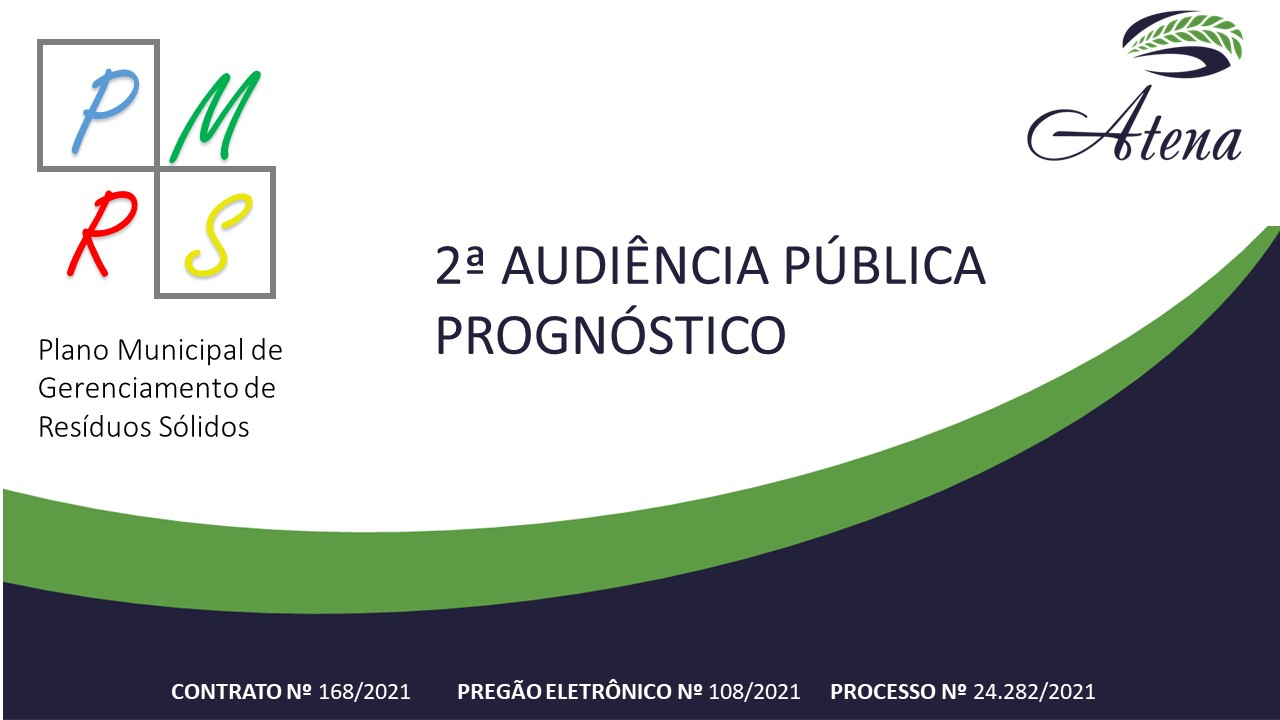 P M
R S
Atena
2ª AUDIÊNCIA PÚBLICA
PROGNÓSTICO
Plano Municipal de
Gerenciamento de
Resíduos Sólidos
CONTRATO Nº 168/2021 PREGÃO ELETRÔNICO Nº 108/2021 PROCESSO Nº 24.282/2021